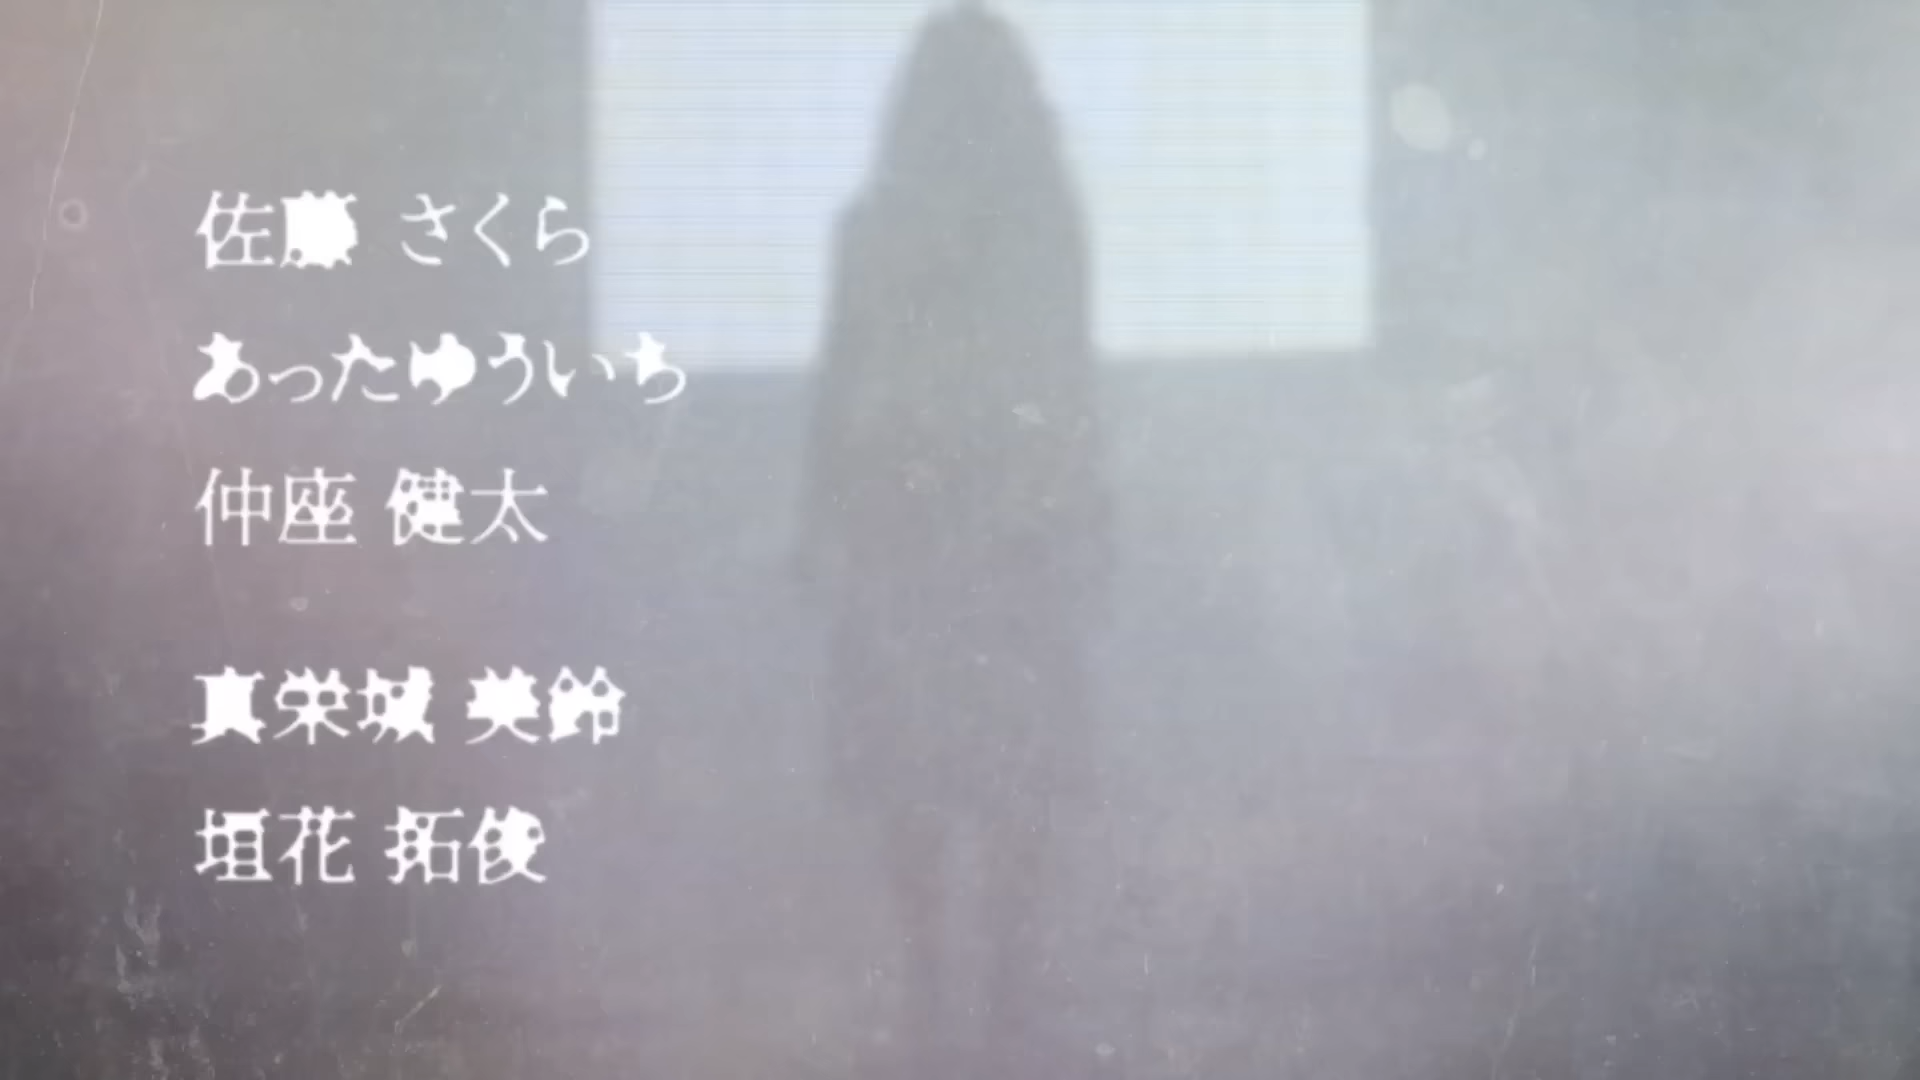 佐藤 さくら
あったゆういち
仲座 健太
真栄城 美鈴
垣花 拓俊